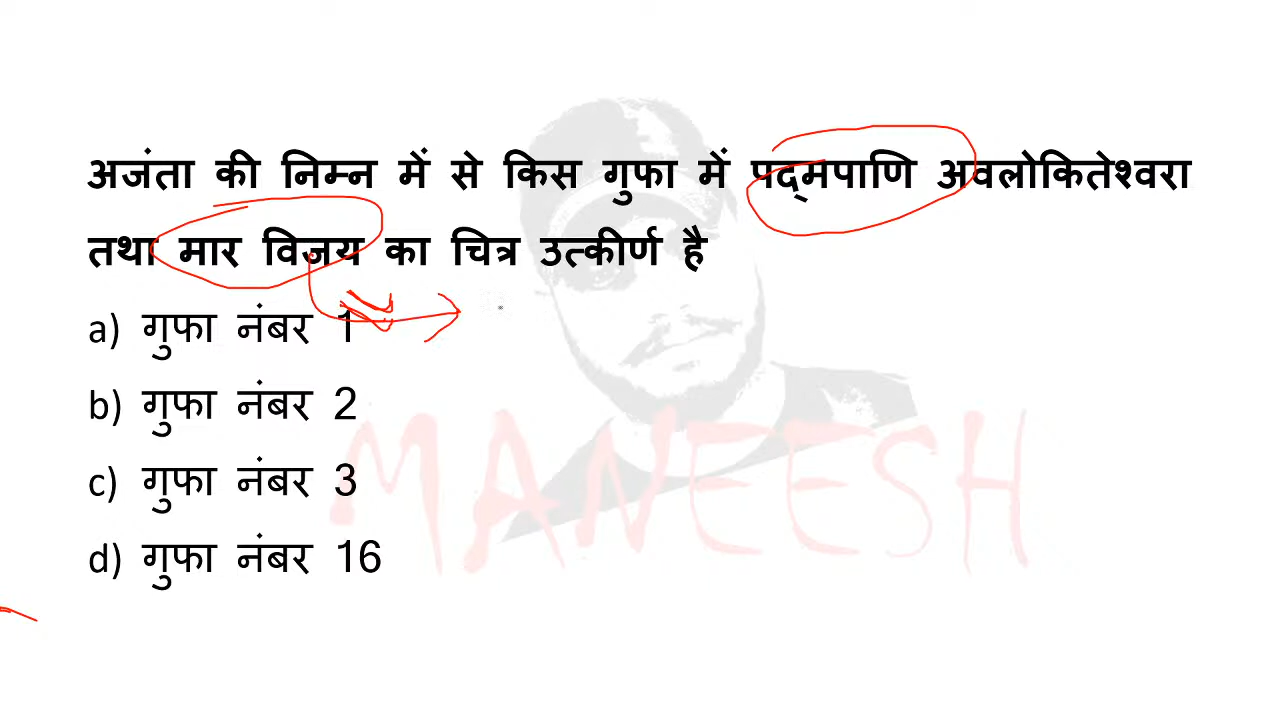 अजंता की निम्न में से किस गुफा में पद्मपाणि अवलोकितेश्वरा
तथा मार विजय का चित्र उत्कीर्ण है
a) गुफा नंबर 1
b) गुफा नंबर 2
c) गुफा नंबर 3
d) गुफा नंबर 16
MANEESH